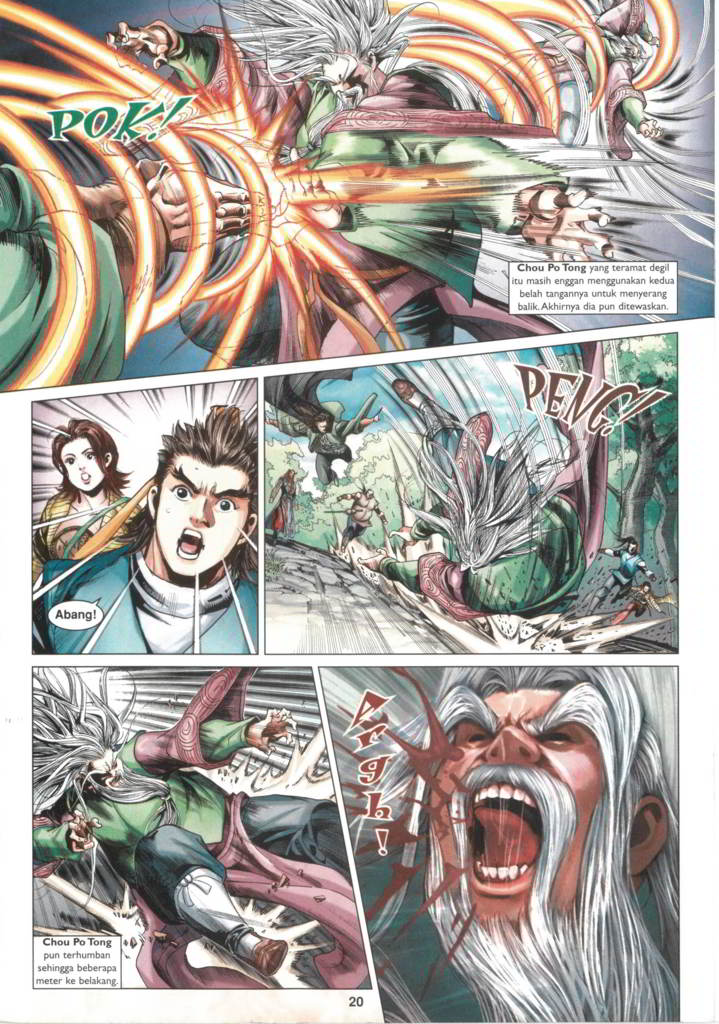 POK!
Chou Po Tong yang teramat degil
itu masih enggan menggunakan kedua
belah tangannya untuk menyerang
balik. Akhirnya dia pun ditewaskan.
Abang!
PENG!
Chou Po Tong
pun terhumban
sehingga beberapa
meter ke belakang.
Argh!
20